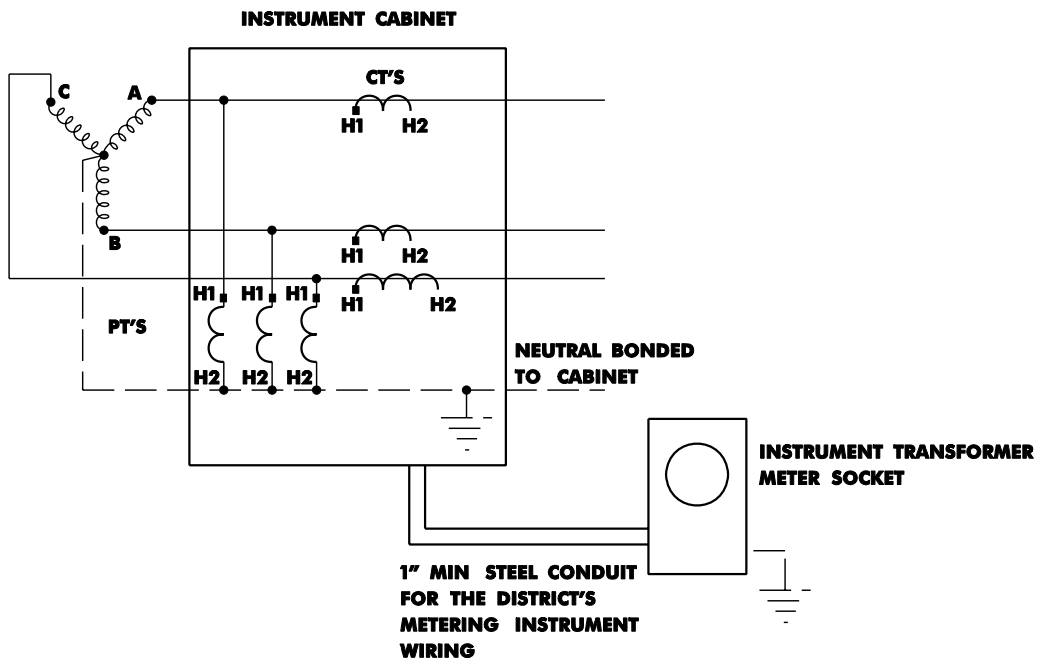 INSTRUMENT CABINET
CT'S
C
A
H1 H2
B
H1 H2
H1 H1 H1
H1 H2
PT'S
H2 H2 H2
NEUTRAL BONDED
TO CABINET
INSTRUMENT TRANSFORMER
METER SOCKET
1" MIN STEEL CONDUIT
FOR THE DISTRICT'S
METERING INSTRUMENT
WIRING